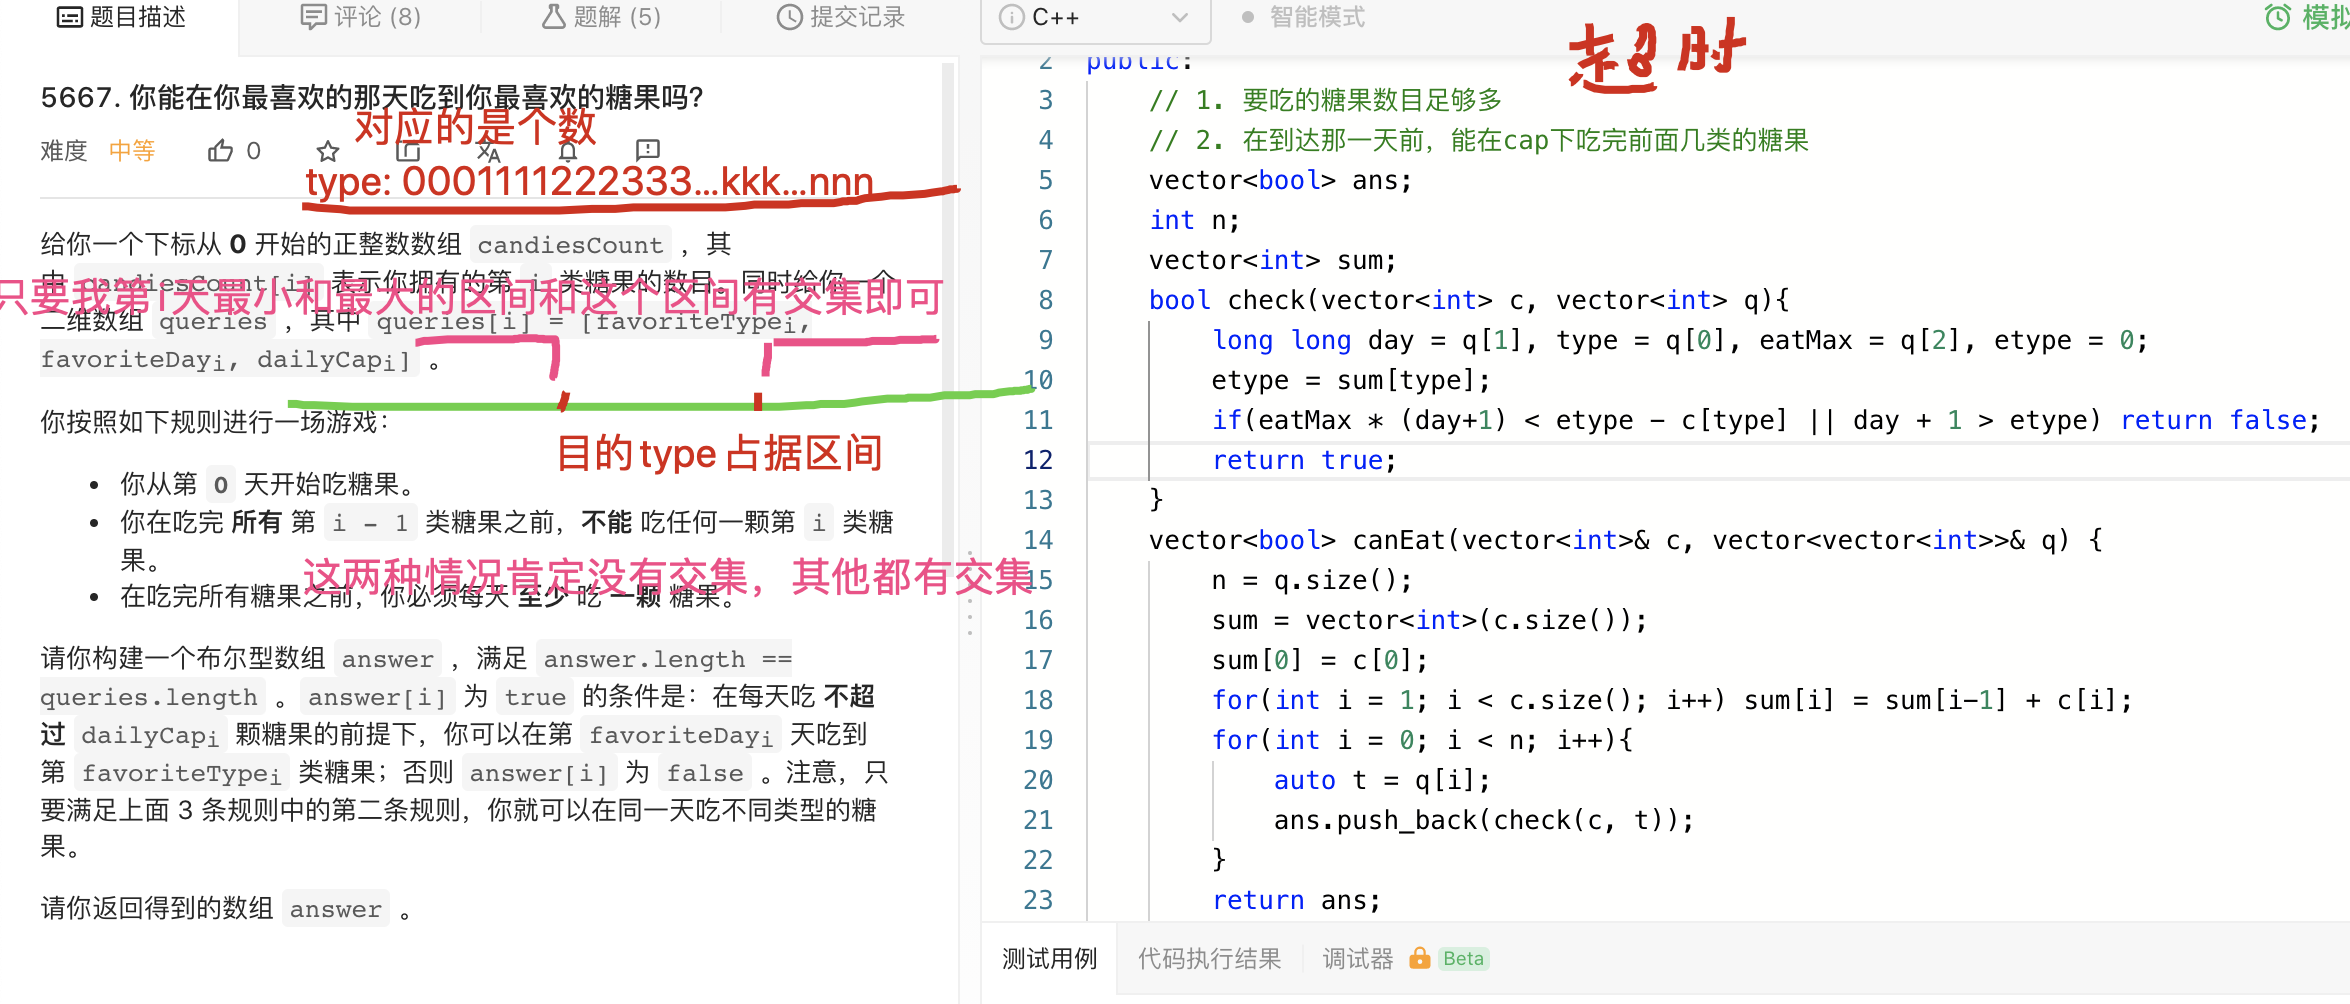 题目描述
评论 (8)
题解 (5)
提交记录
C++
智能模式
模拟
超时
5667. 你能在你最喜欢的那天吃到你最喜欢的糖果吗?
对应的是个数
难度 中等 0
type: 0001111222333...kkk...nnn
给你一个下标从 0 开始的正整数数组 candiesCount ，其
中 candiesCount[i] 表示你拥有的第 i 类糖果的数目。同时给你一个
只要我第i天最小和最大的区间和这个区间有交集即可
二维数组 queries ，其中 queries[i] = [favoriteTypei,
favoriteDayi, dailyCapi] 。
你按照如下规则进行一场游戏：
目的type占据区间
你从第 0 天开始吃糖果。
你在吃完 所有 第 i - 1 类糖果之前，不能 吃任何一颗第 i 类糖
果。
这两种情况肯定没有交集，其他都有交集
在吃完所有糖果之前，你必须每天 至少 吃 一颗 糖果。
请你构建一个布尔型数组 answer ，满足 answer.length ==
queries.length 。answer[i] 为 true 的条件是：在每天吃 不超
过 dailyCapi 颗糖果的前提下，你可以在第 favoriteDayi 天吃到
第 favoriteTypei 类糖果；否则 answer[i] 为 false 。注意，只
要满足上面 3 条规则中的第二条规则，你就可以在同一天吃不同类型的糖
果。
请你返回得到的数组 answer 。
2 public:
3 // 1. 要吃的糖果数目足够多
4 // 2. 在到达那一天前，能在cap下吃完前面几类的糖果
5 vector<bool> ans;
6 int n;
7 vector<int> sum;
8 bool check(vector<int> c, vector<int> q){
9 long long day = q[1], type = q[0], eatMax = q[2], etype = 0;
10 etype = sum[type];
11 if(eatMax * (day+1) < etype - c[type] || day + 1 > etype) return false;
12 return true;
13 }
14 vector<bool> canEat(vector<int>& c, vector<vector<int>>& q) {
15 n = q.size();
16 sum = vector<int>(c.size());
17 sum[0] = c[0];
18 for(int i = 1; i < c.size(); i++) sum[i] = sum[i-1] + c[i];
19 for(int i = 0; i < n; i++){
20 auto t = q[i];
21 ans.push_back(check(c, t));
22 }
23 return ans;
测试用例
代码执行结果
调试器
Beta